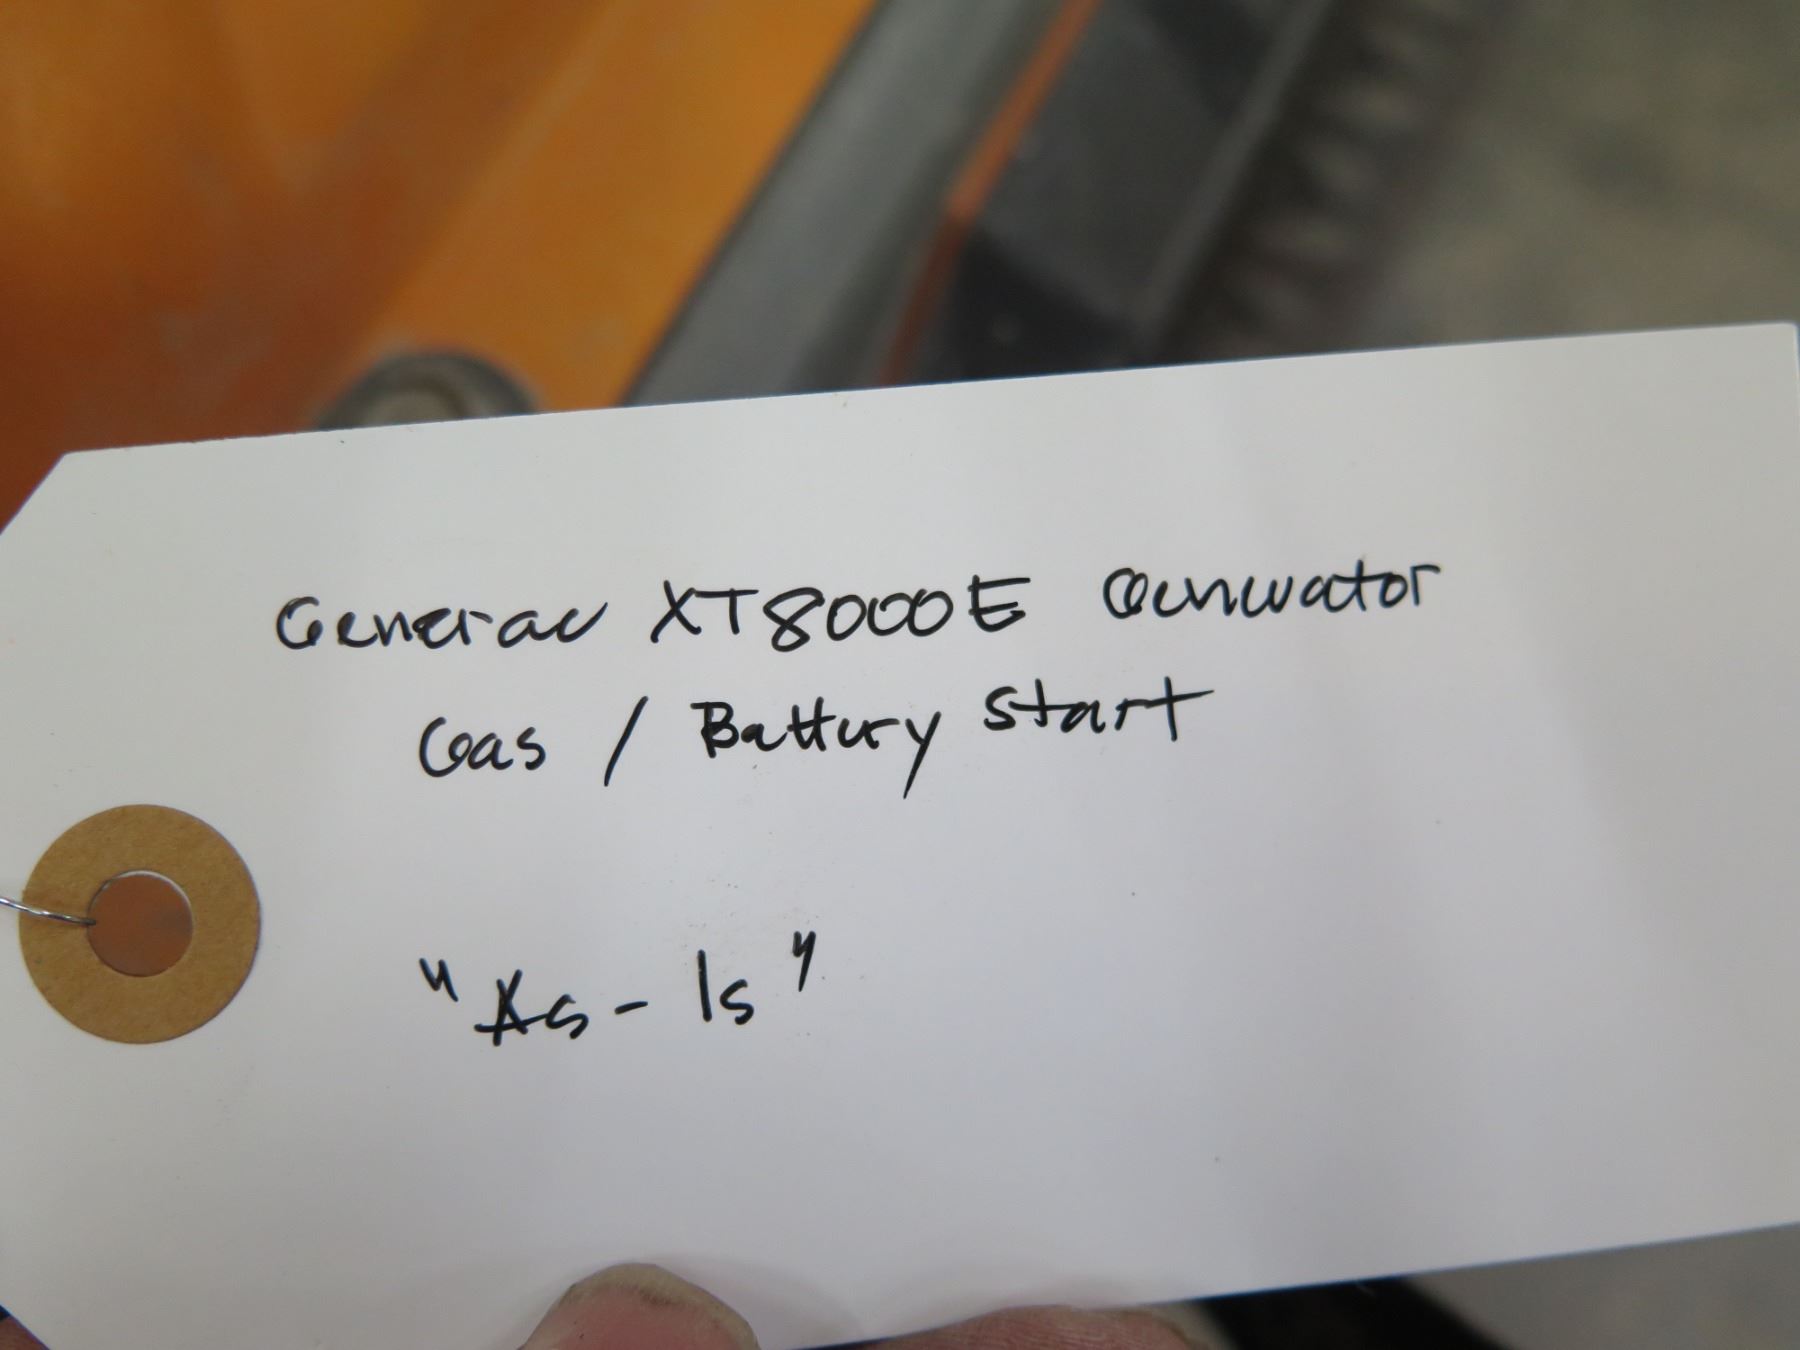 Generac XT8000E Generator
Gas / Battery Start
"As-Is"